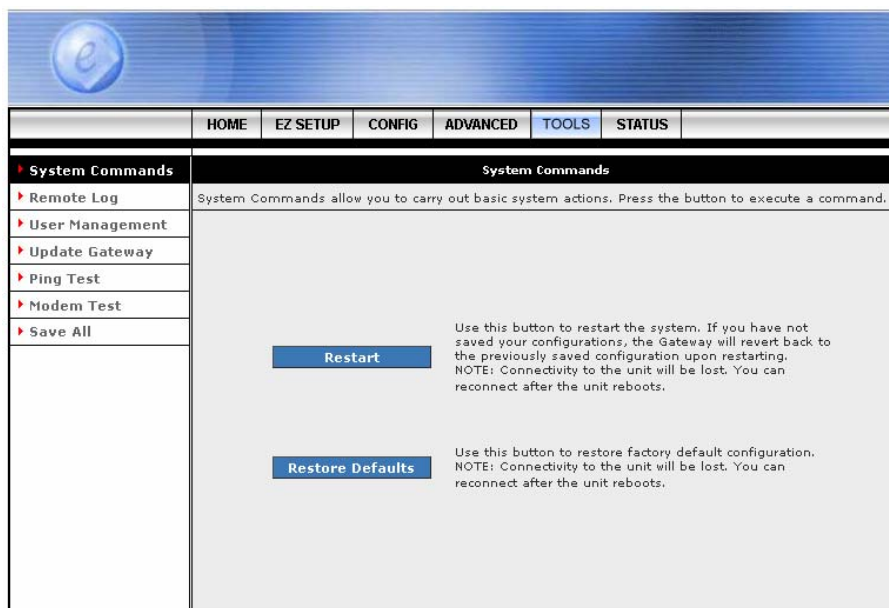 e
HOME EZ SETUP CONFIG ADVANCED TOOLS STATUS
System Commands
Remote Log
User Management
Update Gateway
Ping Test
Modem Test
Save All
System Commands
System Commands allow you to carry out basic system actions. Press the button to execute a command.
Restart
Use this button to restart the system. If you have not
saved your configurations, the Gateway will revert back to
the previously saved configuration upon restarting.
NOTE: Connectivity to the unit will be lost. You can
reconnect after the unit reboots.
Restore Defaults
Use this button to restore factory default configuration.
NOTE: Connectivity to the unit will be lost. You can
reconnect after the unit reboots.